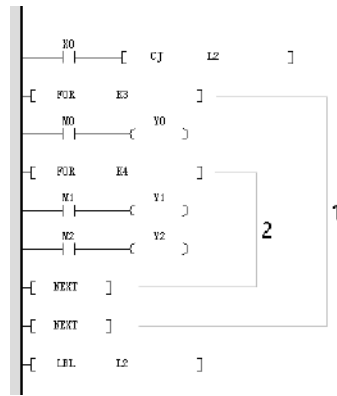 X0
CJ L2
FOR K3
M0 Y0
FOR K4
M1 Y1
M2 Y2
NEXT
NEXT
LBL L2
1
2